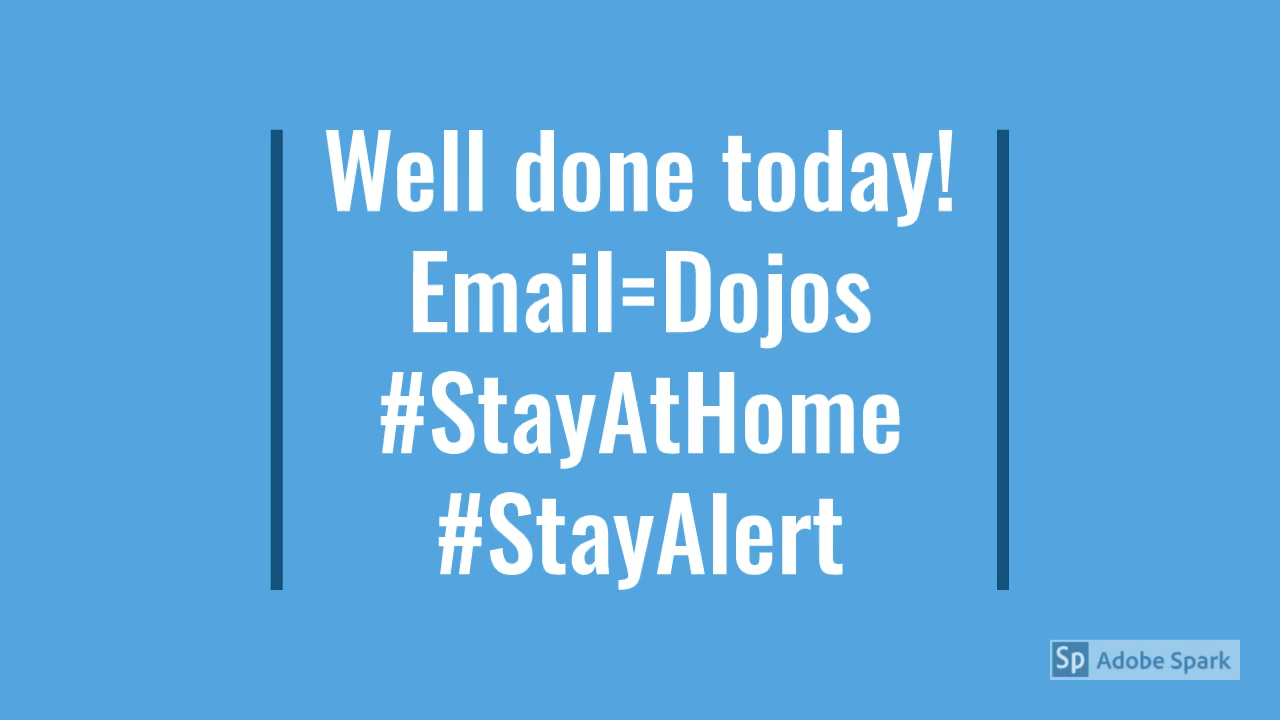 Well done today!
Email=Dojos
#StayAtHome
#StayAlert
Sp Adobe Spark